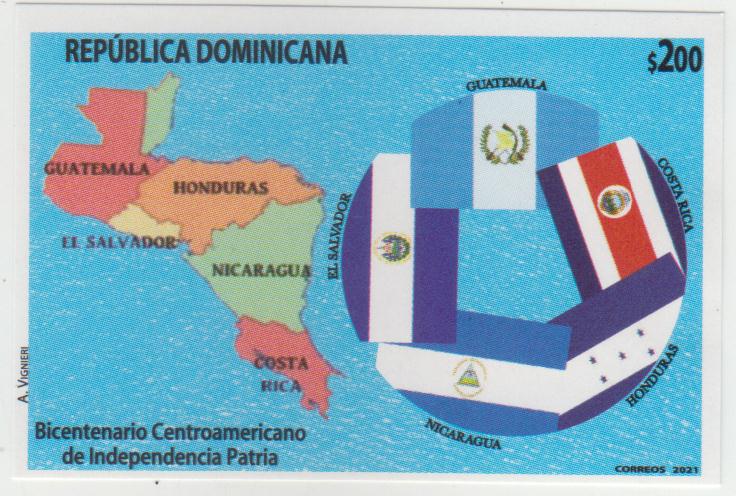 REPÚBLICA DOMINICANA
$200
GUATEMALA
HONDURAS
EL SALVADOR
NICARAGUA
COSTA
RICA
GUATEMALA
COSTA RICA
EL SALVADOR
HONDURAS
NICARAGUA
A. VIGNIERI
Bicentenario Centroamericano
de Independencia Patria
CORREOS 2021